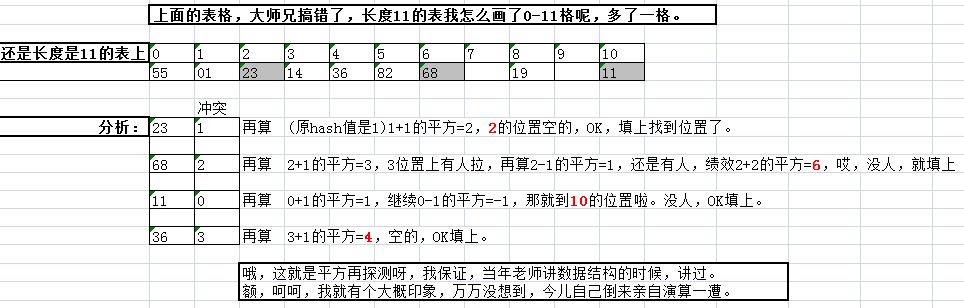 上面的表格，大师兄搞错了，长度11的表我怎么画了0-11格呢，多了一格。
还是长度是11的表上 0 1 2 3 4 5 6 7 8 9 10
55 01 23 14 36 82 68 19 11
冲突
分析： 23 1 再算 (原hash值是1)1+1的平方=2，2的位置空的，OK，填上找到位置了。
68 2 再算 2+1的平方=3，3位置上有人拉，再算2-1的平方=1，还是有人，绩效2+2的平方=6，哎，没人，就填上
11 0 再算 0+1的平方=1，继续0-1的平方=-1，那就到10的位置啦。没人，OK填上。
36 3 再算 3+1的平方=4，空的，OK填上。
哦，这就是平方再探测呀，我保证，当年老师讲数据结构的时候，讲过。
额，呵呵，我就有个大概印象，万万没想到，今儿自己倒来亲自演算一遭。